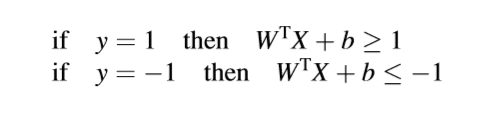 if y = 1 then WᵀX + b ≥ 1
if y = −1 then WᵀX + b ≤ −1